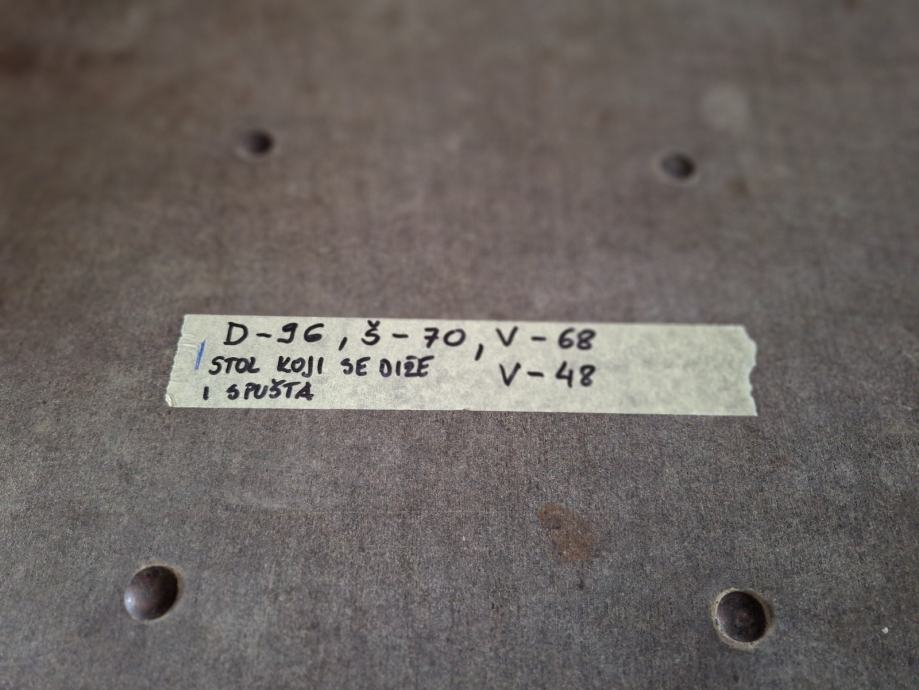 D-96, Š-70, V-68
STOL KOJI SE DIŽE V-48
I SPUŠTA